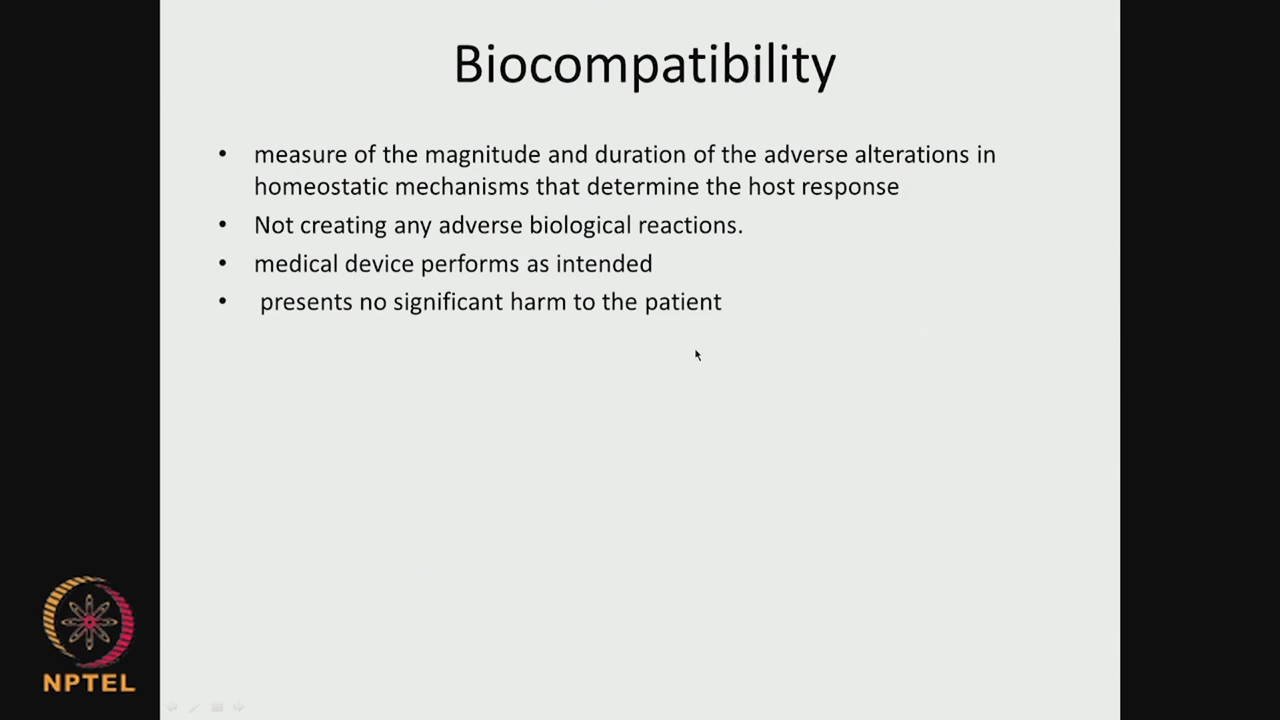 Biocompatibility
• measure of the magnitude and duration of the adverse alterations in
homeostatic mechanisms that determine the host response
• Not creating any adverse biological reactions.
• medical device performs as intended
• presents no significant harm to the patient
NPTEL